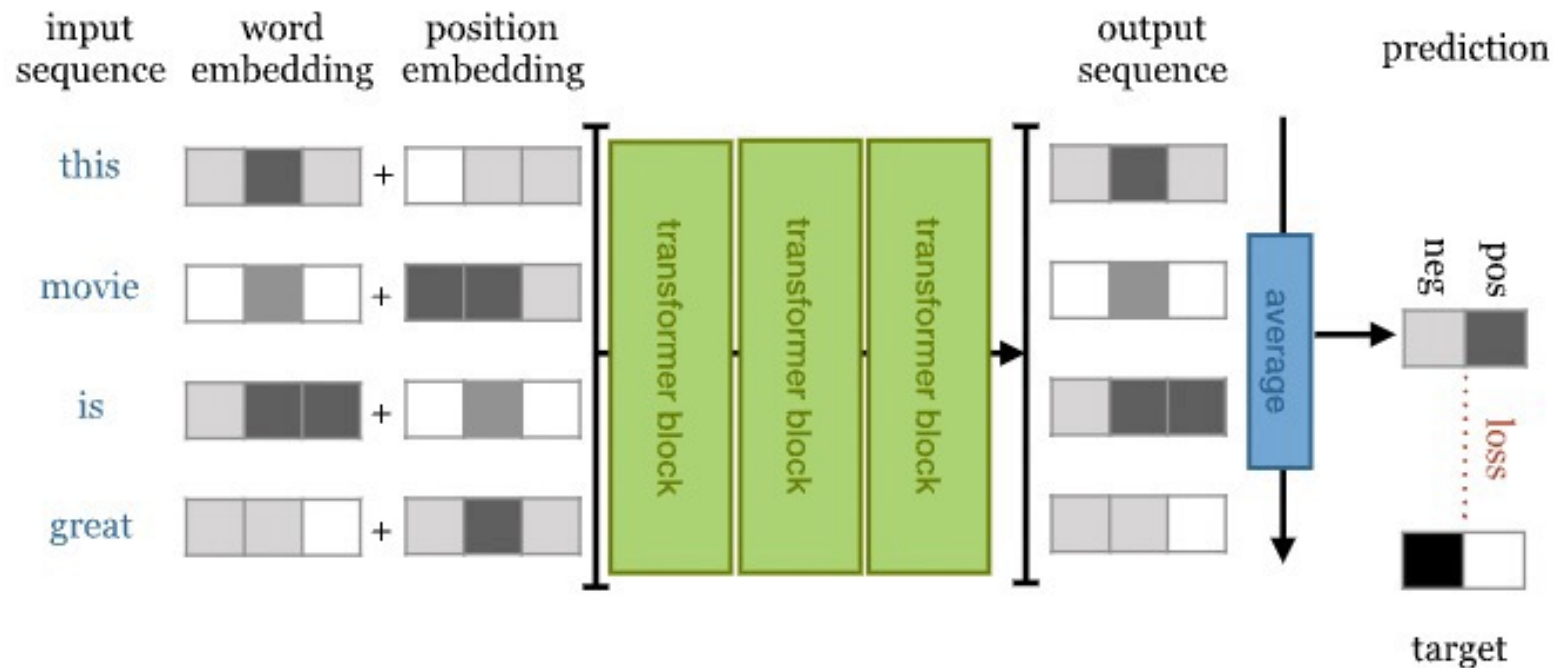 input
sequence
word
embedding
position
embedding
output
sequence
prediction
this
+
movie
+
is
+
great
+
transformer block
transformer block
transformer block
average
neg
pos
loss
target